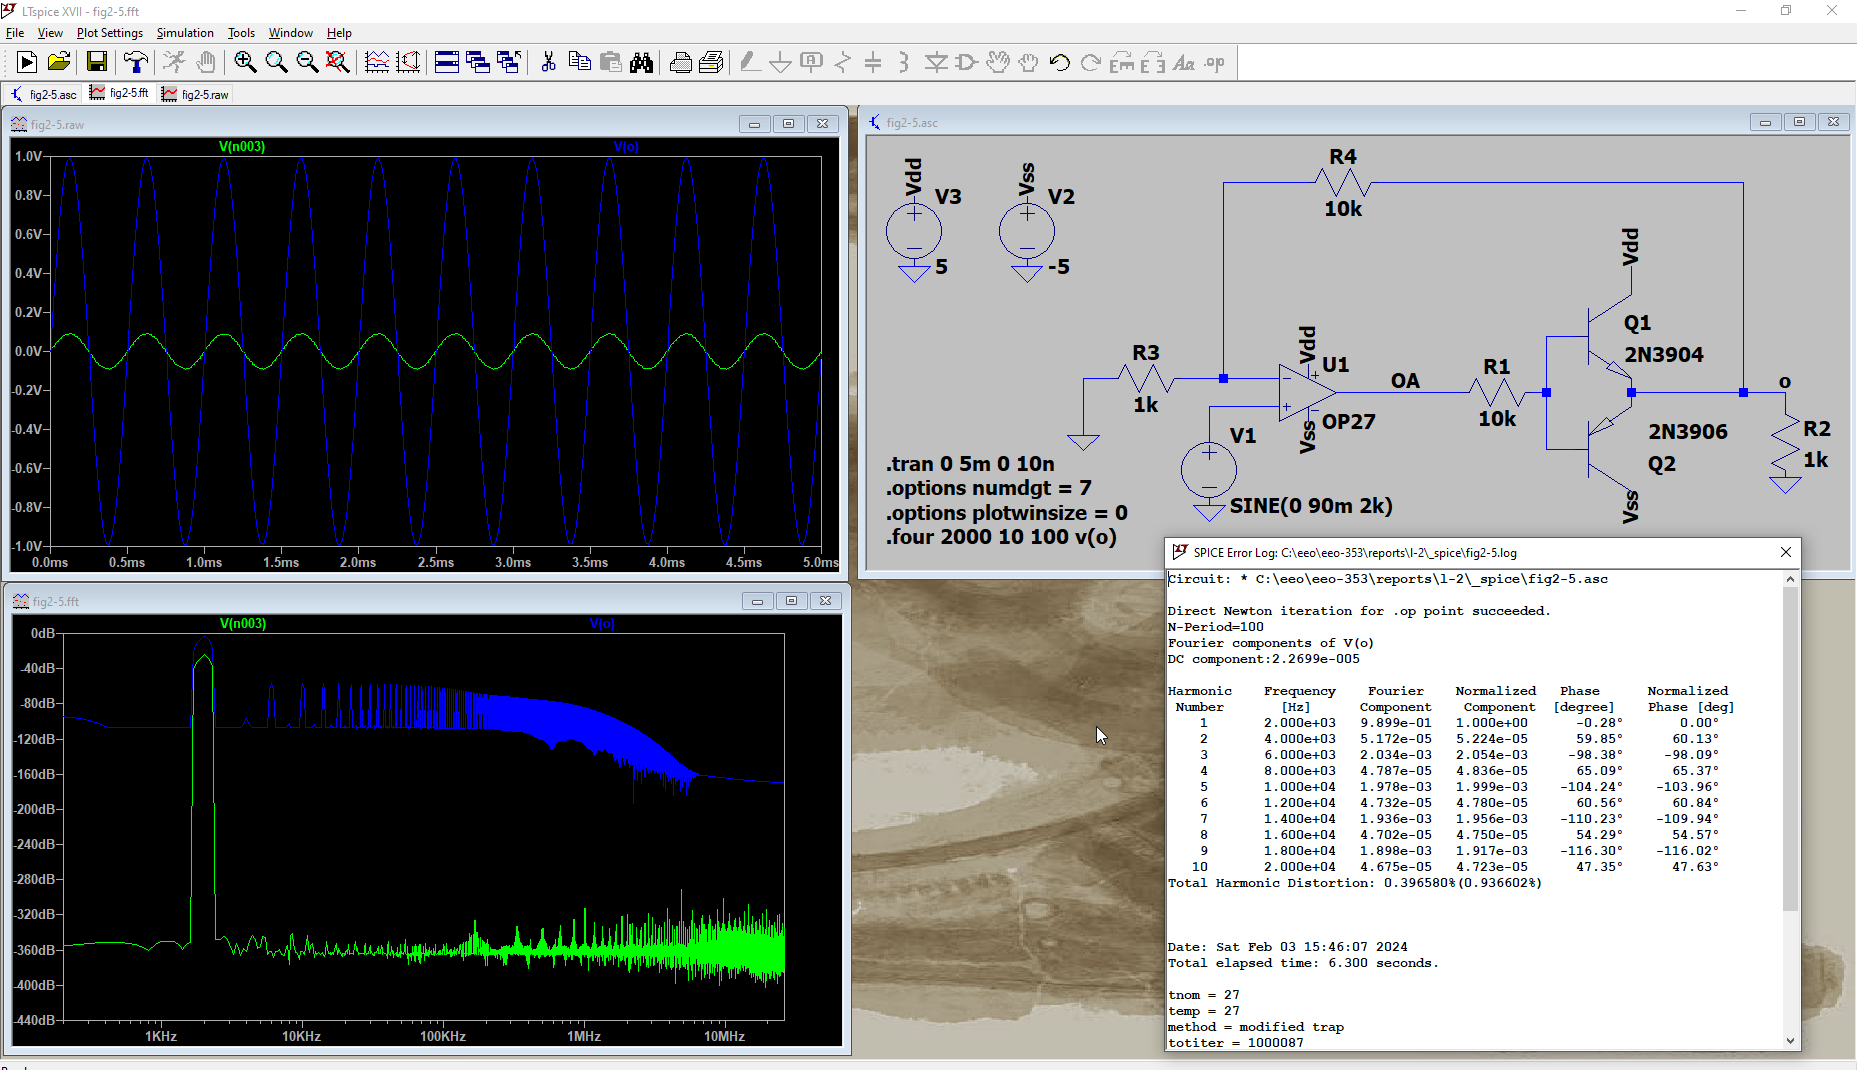 LTspice XVII - fig2-5.fft
File View Plot Settings Simulation Tools Window Help
fig2-5.asc fig2-5.fft fig2-5.raw
fig2-5.raw
V(n003) V(o)
1.0V
0.8V
0.6V
0.4V
0.2V
0.0V
-0.2V
-0.4V
-0.6V
-0.8V
-1.0V
0.0ms 0.5ms 1.0ms 1.5ms 2.0ms 2.5ms 3.0ms 3.5ms 4.0ms 4.5ms 5.0ms
fig2-5.fft
V(n003) V(o)
0dB
-40dB
-80dB
-120dB
-160dB
-200dB
-240dB
-280dB
-320dB
-360dB
-400dB
-440dB
1KHz 10KHz 100KHz 1MHz 10MHz
fig2-5.asc
Vdd
V3
5
Vss
V2
-5
R4
10k
Vdd
Q1
2N3904
R3
1k
Vdd
U1
OP27
Vss
OA
R1
10k
2N3906
Q2
Vss
o
R2
1k
V1
SINE(0 90m 2k)
.tran 0 5m 0 10n
.options numdgt = 7
.options plotwinsize = 0
.four 2000 10 100 v(o)
SPICE Error Log: C:\eeo\eeo-353\reports\l-2\_spice\fig2-5.log
Circuit: * C:\eeo\eeo-353\reports\l-2\_spice\fig2-5.asc
Direct Newton iteration for .op point succeeded.
N-Period=100
Fourier components of V(o)
DC component:2.2699e-005
Harmonic Frequency Fourier Normalized Phase Normalized
Number [Hz] Component Component [degree] Phase [deg]
1 2.000e+03 9.899e-01 1.000e+00 -0.28° 0.00°
2 4.000e+03 5.172e-05 5.224e-05 59.85° 60.13°
3 6.000e+03 2.034e-03 2.054e-03 -98.38° -98.09°
4 8.000e+03 4.787e-05 4.836e-05 65.09° 65.37°
5 1.000e+04 1.978e-03 1.999e-03 -104.24° -103.96°
6 1.200e+04 4.732e-05 4.780e-05 60.56° 60.84°
7 1.400e+04 1.936e-03 1.956e-03 -110.23° -109.94°
8 1.600e+04 4.702e-05 4.750e-05 54.29° 54.57°
9 1.800e+04 1.898e-03 1.917e-03 -116.30° -116.02°
10 2.000e+04 4.675e-05 4.723e-05 47.35° 47.63°
Total Harmonic Distortion: 0.396580%(0.936602%)
Date: Sat Feb 03 15:46:07 2024
Total elapsed time: 6.300 seconds.
tnom = 27
temp = 27
method = modified trap
totiter = 1000087